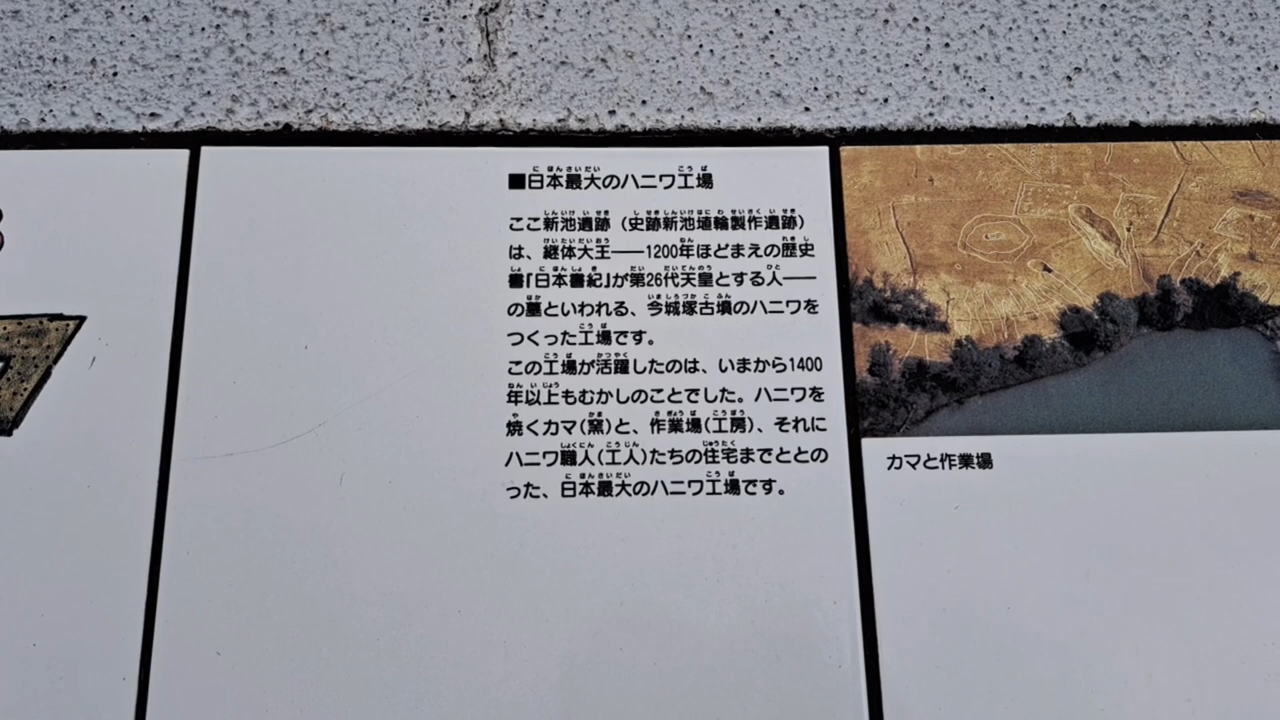 ■日本最大のハニワ工場
ここ新池遺跡（史跡新池埴輪製作遺跡）
は、継体大王――1200年ほどまえの歴史
書『日本書紀』が第26代天皇とする人――
の墓といわれる、今城塚古墳のハニワを
つくった工場です。
この工場が活躍したのは、いまから1400
年以上もむかしのことでした。ハニワを
焼くカマ(窯)と、作業場(工房)、それに
ハニワ職人(工人)たちの住宅までととの
った、日本最大のハニワ工場です。
カマと作業場